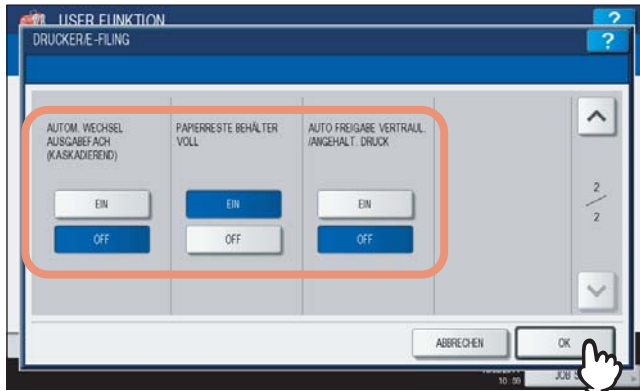 USER FUNKTION
?
DRUCKER/E-FILING
?
AUTOM. WECHSEL
AUSGABEFACH
(KASKADIEREND)
EIN
OFF
PAPIERRESTE BEHÄLTER
VOLL
EIN
OFF
AUTO FREIGABE VERTRAUL.
/ANGEHALT. DRUCK
EIN
OFF
2
2
ABBRECHEN
OK
JOB